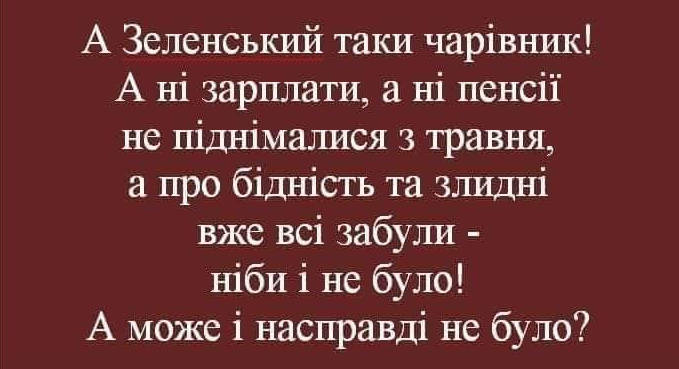 А Зеленський таки чарівник!
А ні зарплати, а ні пенсії
не піднімалися з травня,
а про бідність та злидні
вже всі забули -
ніби і не було!
А може і насправді не було?